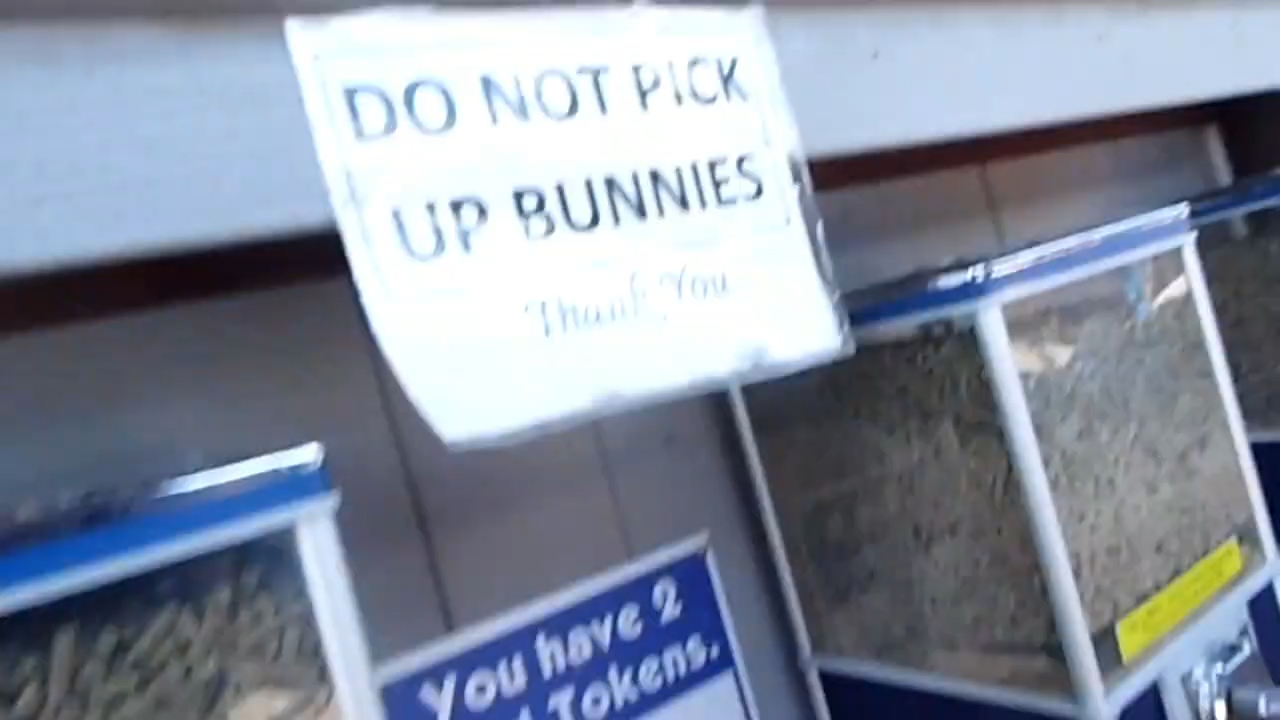 DO NOT PICK
UP BUNNIES
Thank You
You have 2
Tokens.